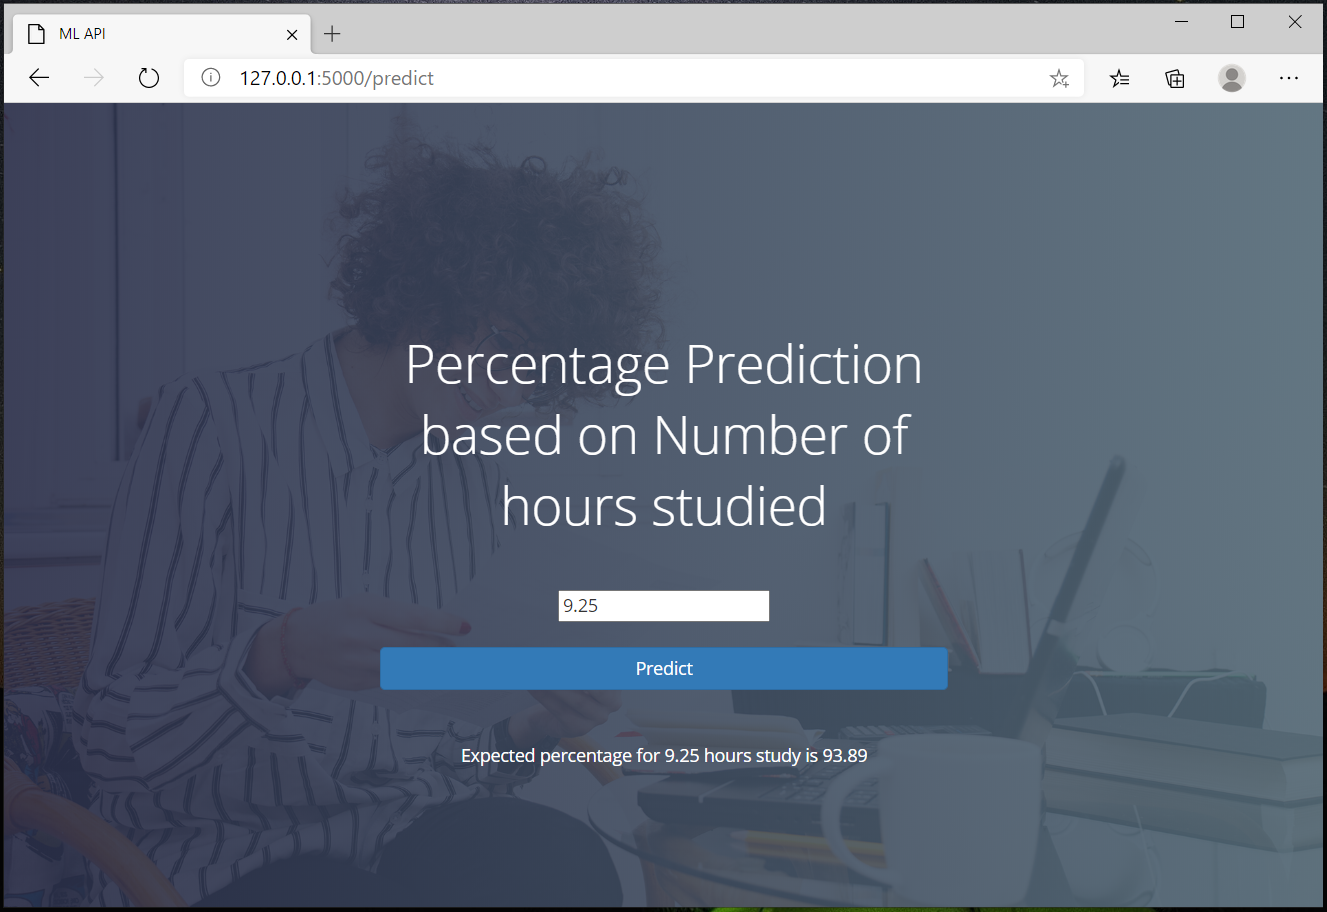 ML API
127.0.0.1:5000/predict
Percentage Prediction
based on Number of
hours studied
9.25
Predict
Expected percentage for 9.25 hours study is 93.89